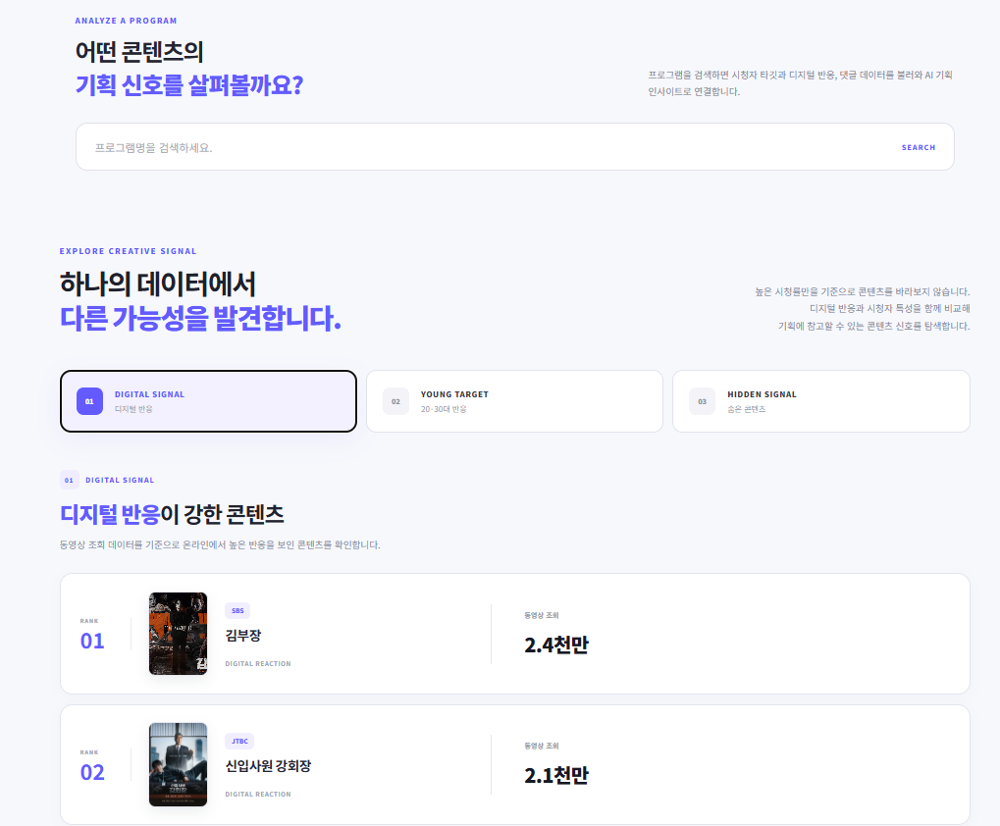 ANALYZE A PROGRAM
어떤 콘텐츠의
기획 신호를 살펴볼까요?
프로그램을 검색하면 시청자 타깃과 디지털 반응, 댓글 데이터를 불러와 AI 기획
인사이트로 연결합니다.
프로그램명을 검색하세요.
SEARCH
EXPLORE CREATIVE SIGNAL
하나의 데이터에서
다른 가능성을 발견합니다.
높은 시청률만을 기준으로 콘텐츠를 바라보지 않습니다.
디지털 반응과 시청자 특성을 함께 비교해
기획에 참고할 수 있는 콘텐츠 신호를 탐색합니다.
01
DIGITAL SIGNAL
디지털 반응
02
YOUNG TARGET
20·30대 반응
03
HIDDEN SIGNAL
숨은 콘텐츠
01 DIGITAL SIGNAL
디지털 반응이 강한 콘텐츠
동영상 조회 데이터를 기준으로 온라인에서 높은 반응을 보인 콘텐츠를 확인합니다.
RANK
01
SBS
김부장
DIGITAL REACTION
동영상 조회
2.4천만
RANK
02
JTBC
신입사원 강회장
DIGITAL REACTION
동영상 조회
2.1천만